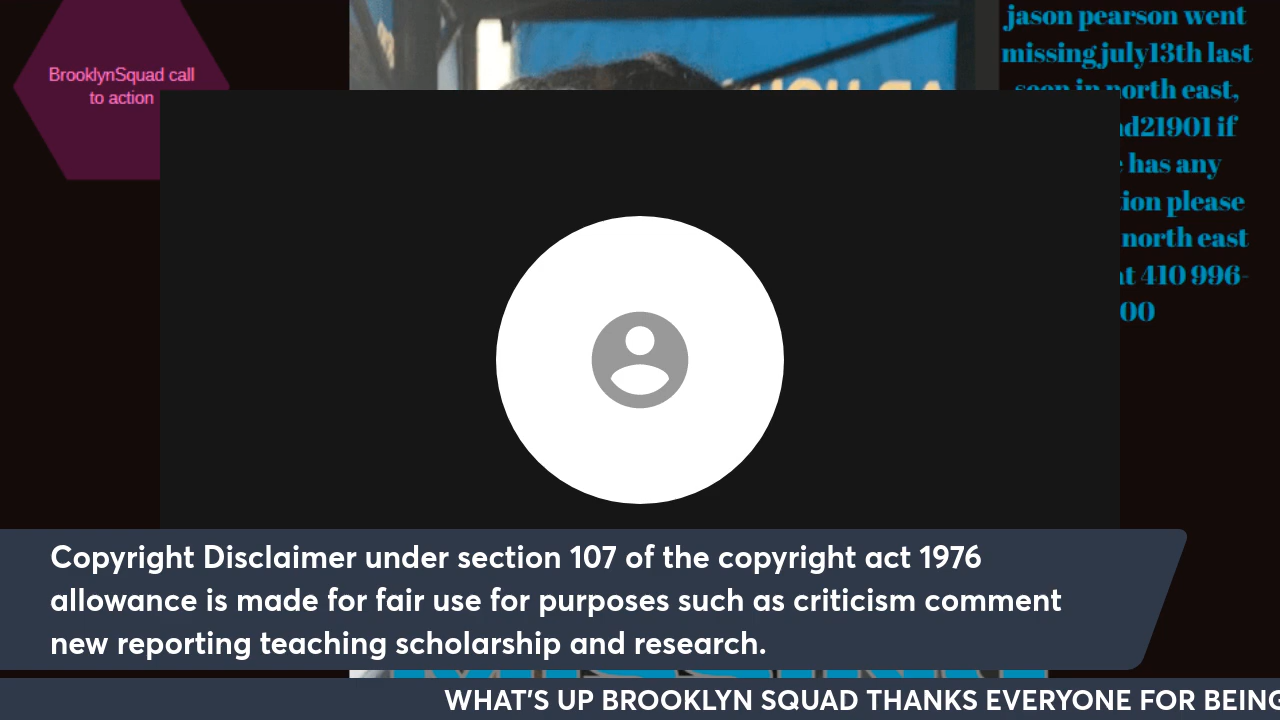 BrooklynSquad call
to action
jason pearson went
missing july13th last
seen in north east,
d21901 if
has any
tion please
north east
at 410 996-
00
Copyright Disclaimer under section 107 of the copyright act 1976
allowance is made for fair use for purposes such as criticism comment
new reporting teaching scholarship and research.
WHAT'S UP BROOKLYN SQUAD THANKS EVERYONE FOR BEING